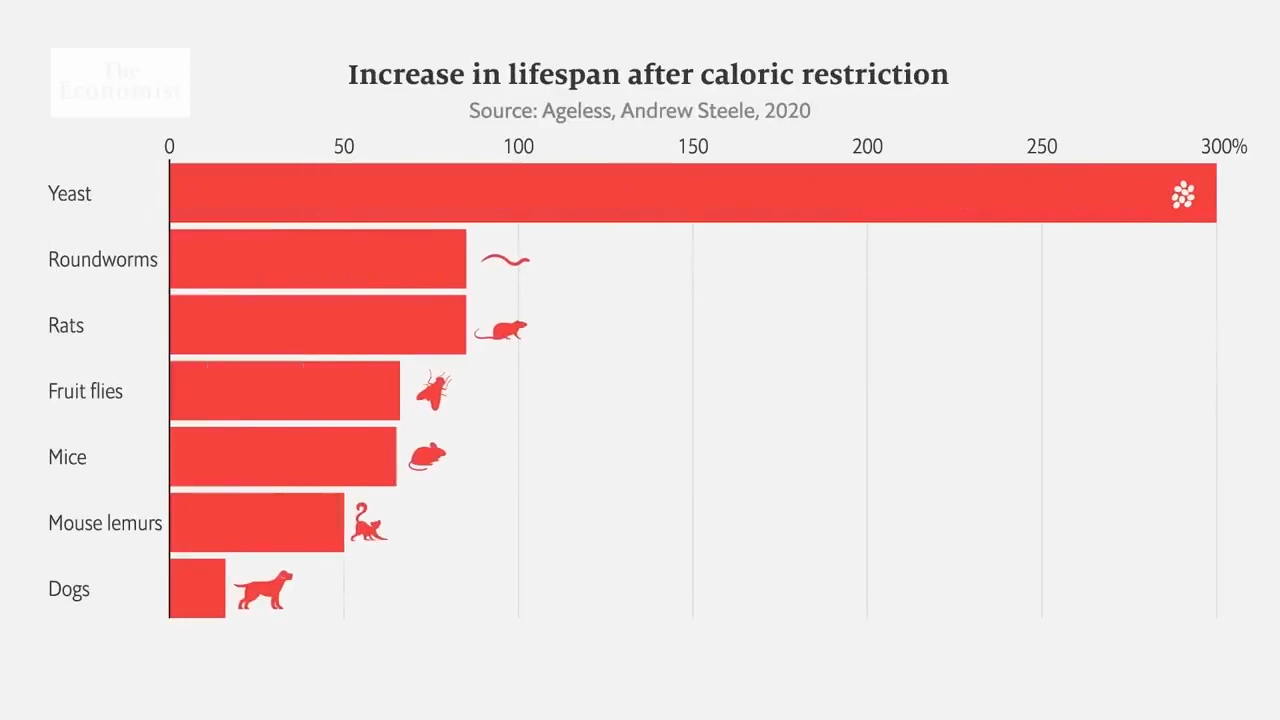 The
Economist
Increase in lifespan after caloric restriction
Source: Ageless, Andrew Steele, 2020
0 50 100 150 200 250 300%
Yeast
Roundworms
Rats
Fruit flies
Mice
Mouse lemurs
Dogs